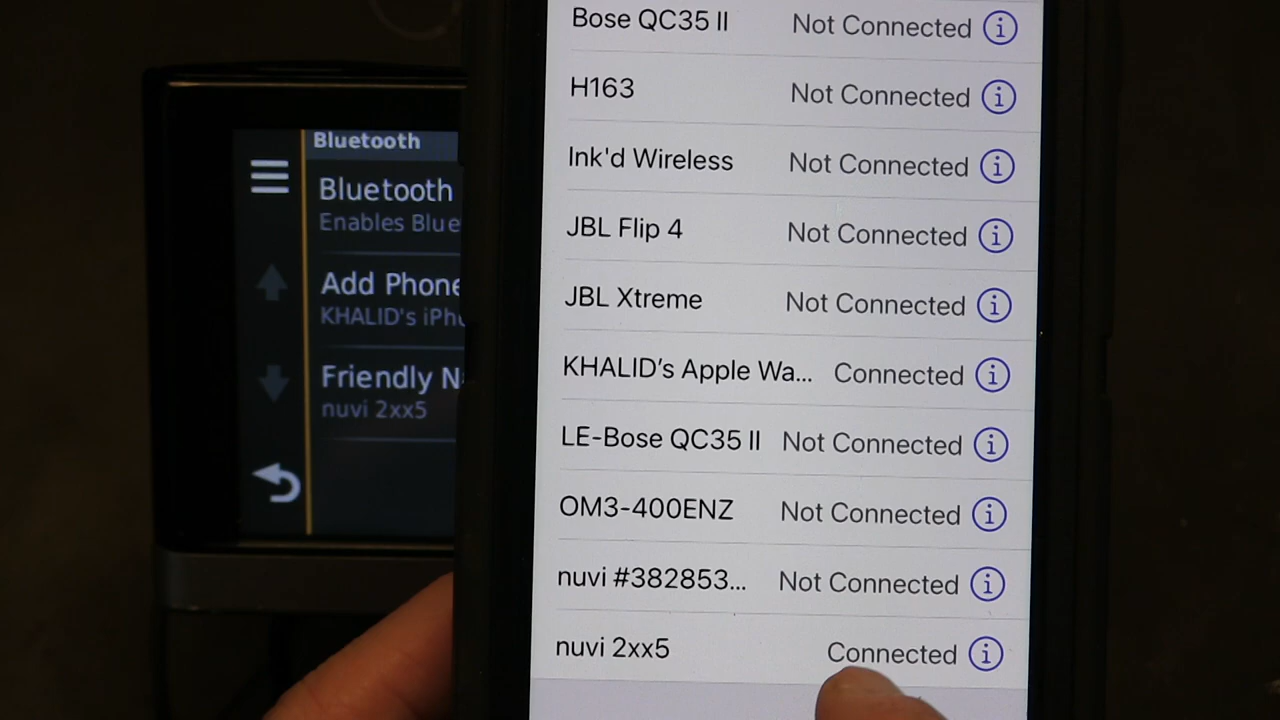 Bluetooth
Bluetooth
Enables Blue
Add Phone
KHALID's iPh
Friendly N
nuvi 2xx5
Bose QC35 II Not Connected
H163 Not Connected
Ink'd Wireless Not Connected
JBL Flip 4 Not Connected
JBL Xtreme Not Connected
KHALID’s Apple Wa... Connected
LE-Bose QC35 II Not Connected
OM3-400ENZ Not Connected
nuvi #382853... Not Connected
nuvi 2xx5 Connected